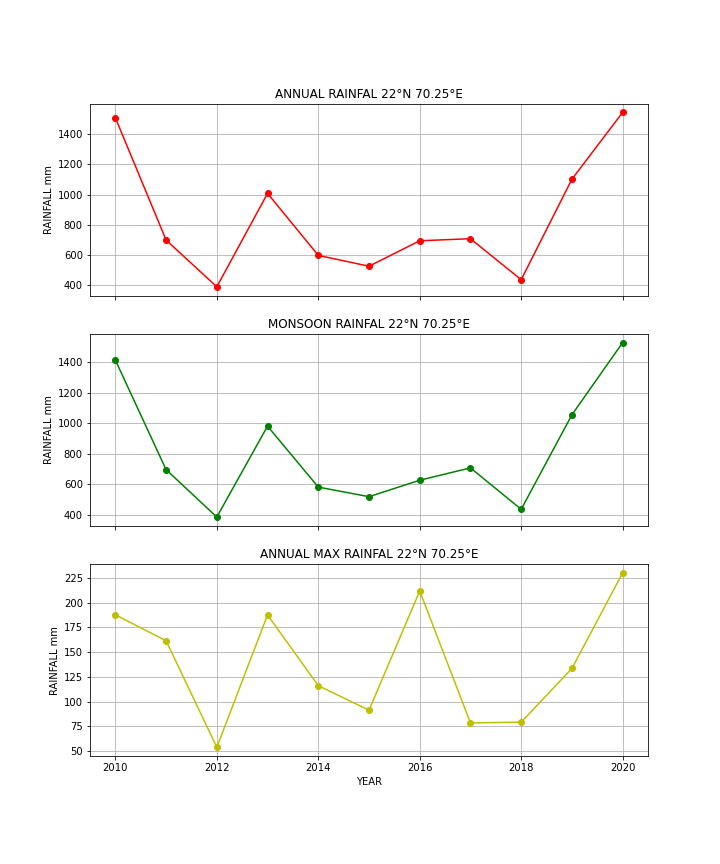 ANNUAL RAINFAL 22°N 70.25°E
RAINFALL mm
1400
1200
1000
800
600
400
MONSOON RAINFAL 22°N 70.25°E
RAINFALL mm
1400
1200
1000
800
600
400
ANNUAL MAX RAINFAL 22°N 70.25°E
RAINFALL mm
225
200
175
150
125
100
75
50
2010 2012 2014 2016 2018 2020
YEAR